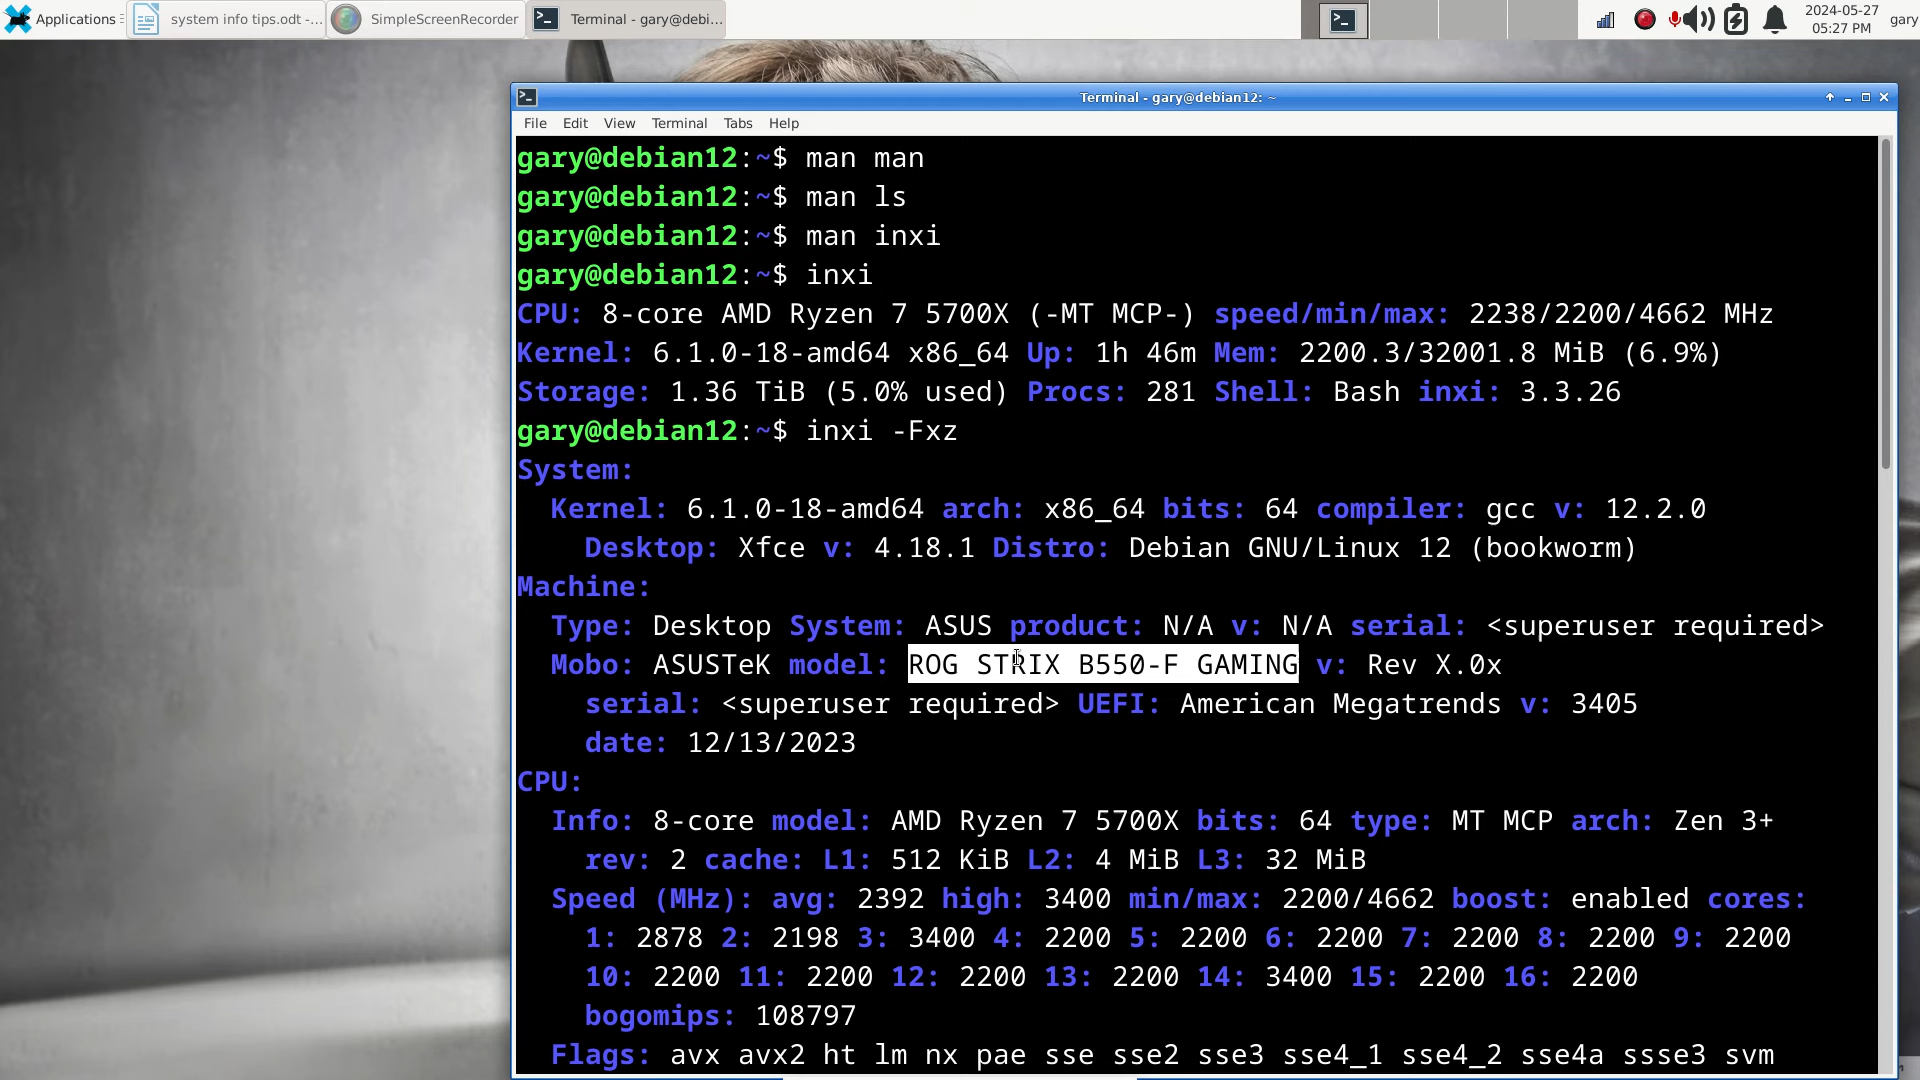 Applications
system info tips.odt -...
SimpleScreenRecorder
Terminal - gary@debi...
2024-05-27
05:27 PM
gary
Terminal - gary@debian12: ~
File Edit View Terminal Tabs Help
gary@debian12:~$ man man
gary@debian12:~$ man ls
gary@debian12:~$ man inxi
gary@debian12:~$ inxi
CPU: 8-core AMD Ryzen 7 5700X (-MT MCP-) speed/min/max: 2238/2200/4662 MHz
Kernel: 6.1.0-18-amd64 x86_64 Up: 1h 46m Mem: 2200.3/32001.8 MiB (6.9%)
Storage: 1.36 TiB (5.0% used) Procs: 281 Shell: Bash inxi: 3.3.26
gary@debian12:~$ inxi -Fxz
System:
Kernel: 6.1.0-18-amd64 arch: x86_64 bits: 64 compiler: gcc v: 12.2.0
Desktop: Xfce v: 4.18.1 Distro: Debian GNU/Linux 12 (bookworm)
Machine:
Type: Desktop System: ASUS product: N/A v: N/A serial: <superuser required>
Mobo: ASUSTeK model: ROG STRIX B550-F GAMING v: Rev X.0x
serial: <superuser required> UEFI: American Megatrends v: 3405
date: 12/13/2023
CPU:
Info: 8-core model: AMD Ryzen 7 5700X bits: 64 type: MT MCP arch: Zen 3+
rev: 2 cache: L1: 512 KiB L2: 4 MiB L3: 32 MiB
Speed (MHz): avg: 2392 high: 3400 min/max: 2200/4662 boost: enabled cores:
1: 2878 2: 2198 3: 3400 4: 2200 5: 2200 6: 2200 7: 2200 8: 2200 9: 2200
10: 2200 11: 2200 12: 2200 13: 2200 14: 3400 15: 2200 16: 2200
bogomips: 108797
Flags: avx avx2 ht lm nx pae sse sse2 sse3 sse4_1 sse4_2 sse4a ssse3 svm